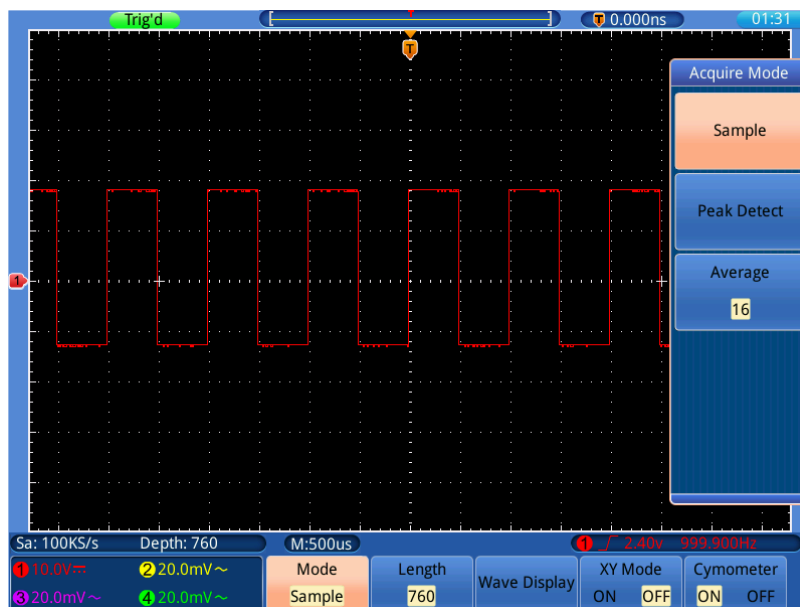 Trig'd
[ ]
T 0.000ns
01:31
T
Acquire Mode
Sample
Peak Detect
Average
16
1
Sa: 100KS/s Depth: 760
M:500us
1 2.40v 999.900Hz
1 10.0V
2 20.0mV
3 20.0mV
4 20.0mV
Mode
Sample
Length
760
Wave Display
XY Mode
ON OFF
Cymometer
ON OFF